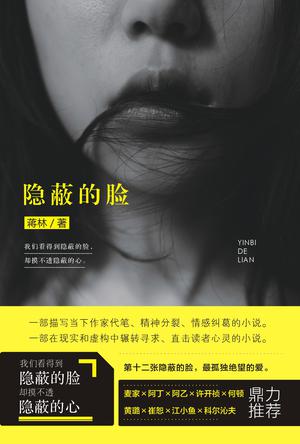 隐蔽的脸
蒋林/著
我们看得到隐蔽的脸，
却摸不透隐蔽的心。
YINBI
DE
LIAN
一部描写当下作家代笔、精神分裂、情感纠葛的小说。
一部在现实和虚构中辗转寻求、直击读者心灵的小说。
我们看得到
隐蔽的脸
却摸不透
隐蔽的心
第十二张隐蔽的脸，最孤独绝望的爱。
麦家×阿丁×阿乙×许开祯×何顿
黄璐×崔恕×江小鱼×科尔沁夫
鼎力
推荐